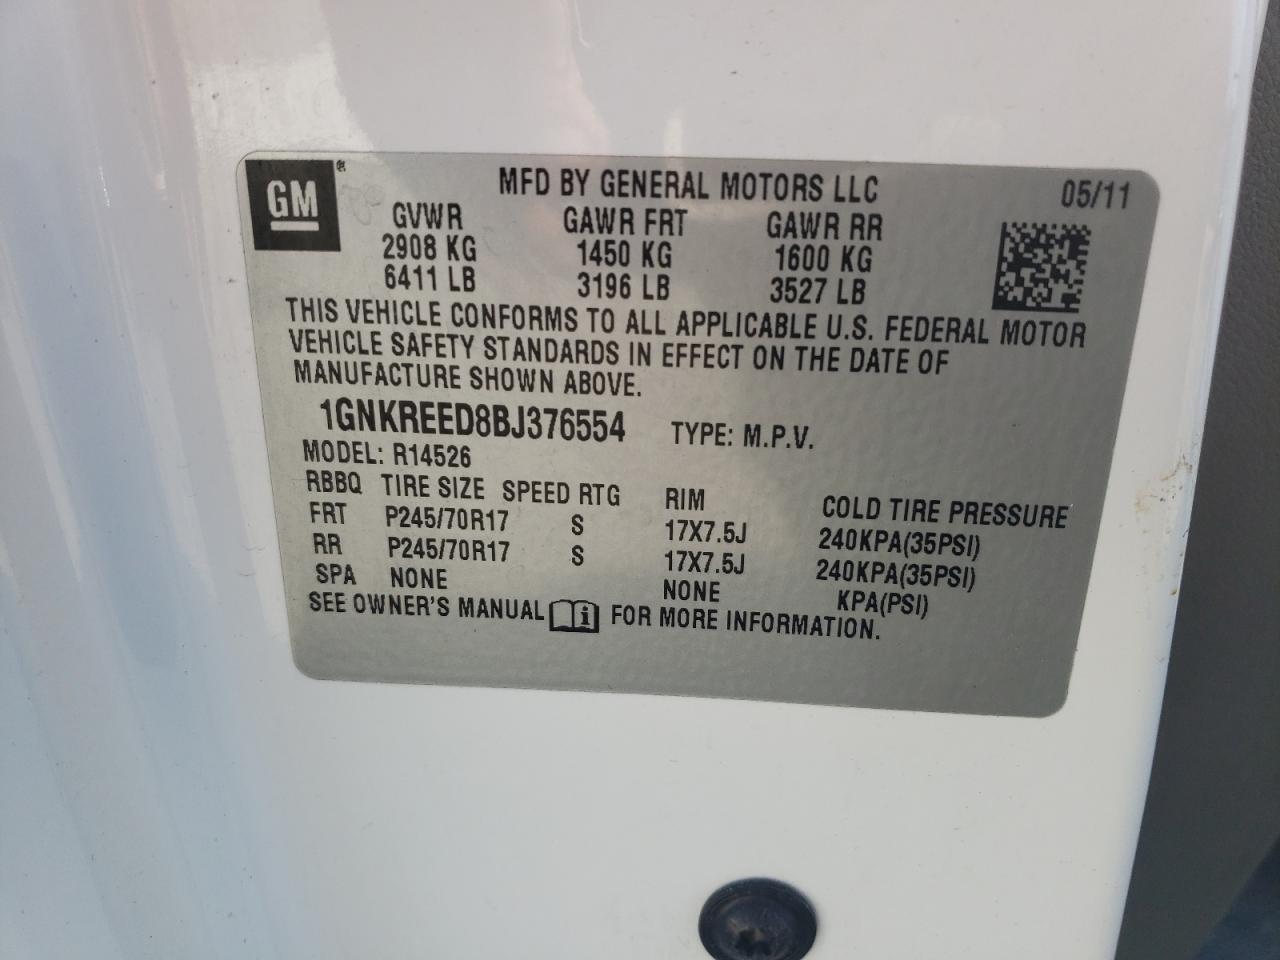 GM®
MFD BY GENERAL MOTORS LLC 05/11
GVWR GAWR FRT GAWR RR
2908 KG 1450 KG 1600 KG
6411 LB 3196 LB 3527 LB
THIS VEHICLE CONFORMS TO ALL APPLICABLE U.S. FEDERAL MOTOR
VEHICLE SAFETY STANDARDS IN EFFECT ON THE DATE OF
MANUFACTURE SHOWN ABOVE.
1GNKREED8BJ376554 TYPE: M.P.V.
MODEL: R14526
RBBQ TIRE SIZE SPEED RTG RIM COLD TIRE PRESSURE
FRT P245/70R17 S 17X7.5J 240KPA(35PSI)
RR P245/70R17 S 17X7.5J 240KPA(35PSI)
SPA NONE NONE KPA(PSI)
SEE OWNER'S MANUAL i FOR MORE INFORMATION.